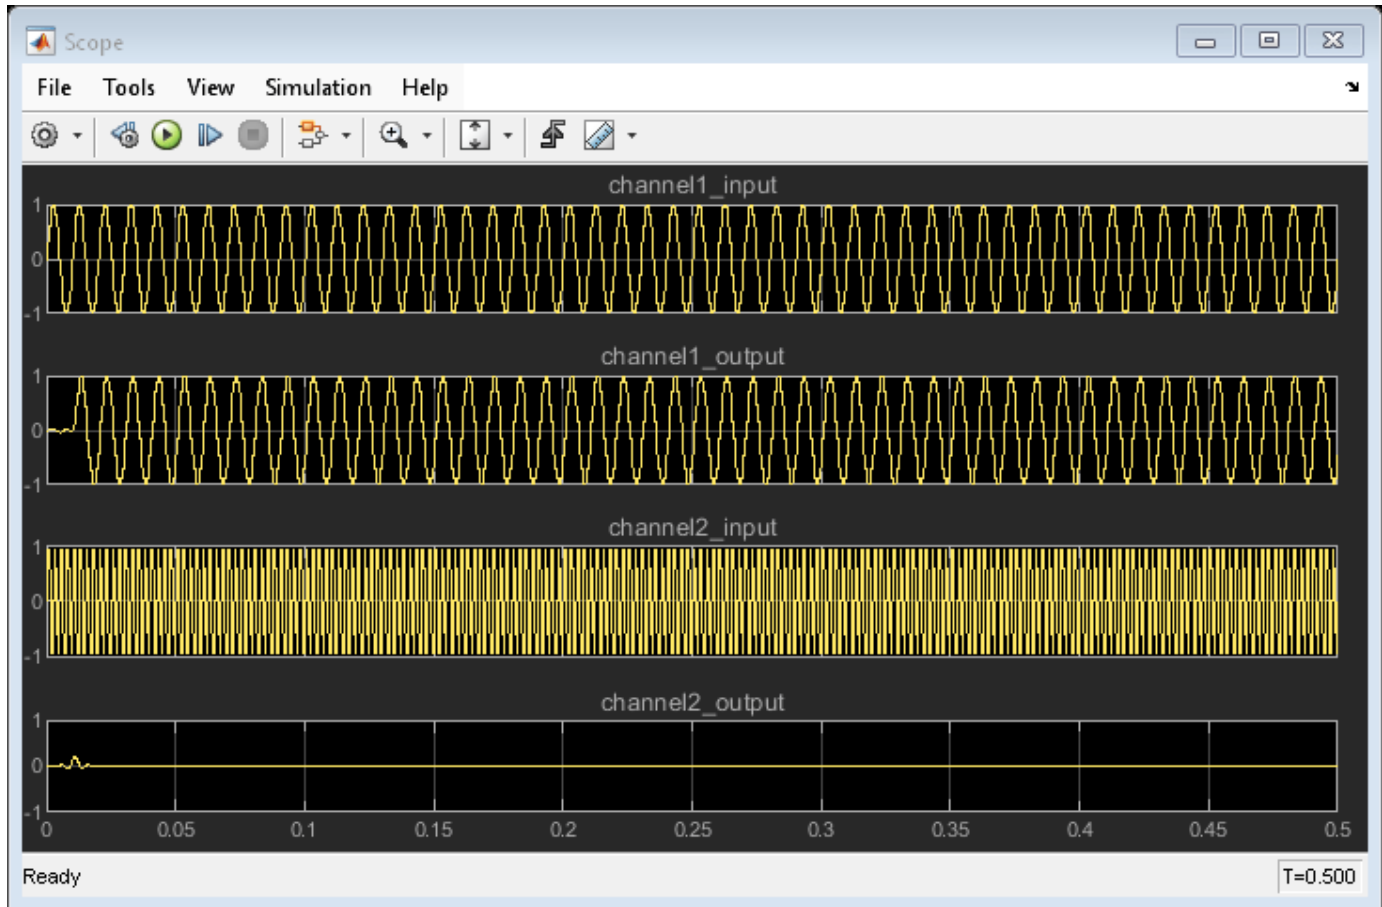 Scope
File Tools View Simulation Help
channel1_input
1
0
-1
channel1_output
1
0
-1
channel2_input
1
0
-1
channel2_output
1
0
-1
0 0.05 0.1 0.15 0.2 0.25 0.3 0.35 0.4 0.45 0.5
Ready T=0.500